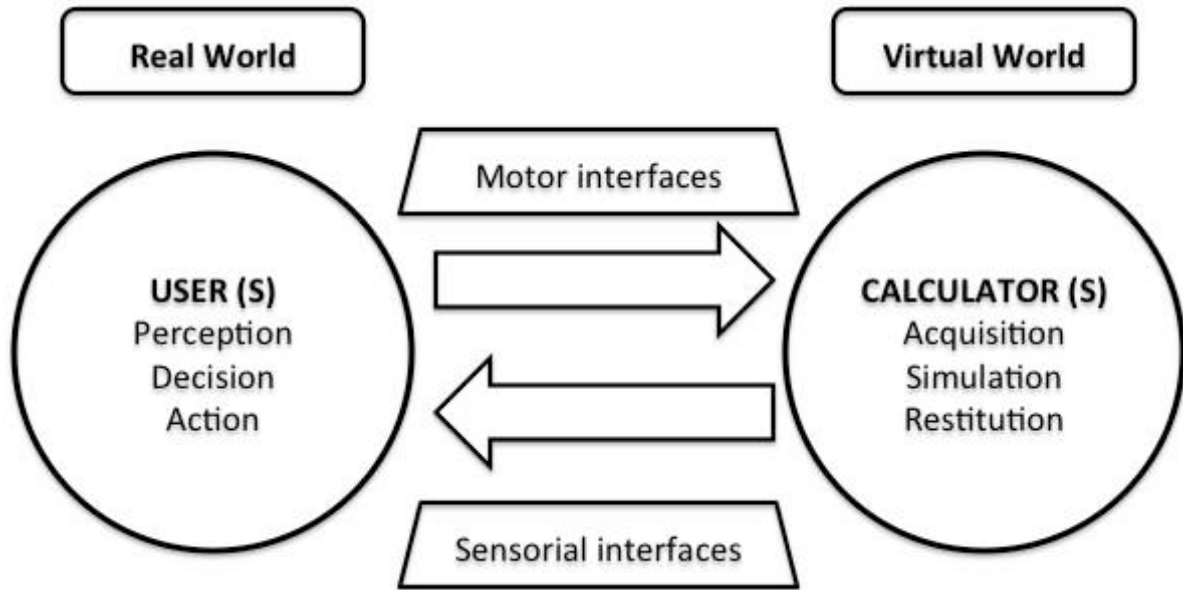 Real World
Virtual World
Motor interfaces
USER (S)
Perception
Decision
Action
CALCULATOR (S)
Acquisition
Simulation
Restitution
Sensorial interfaces